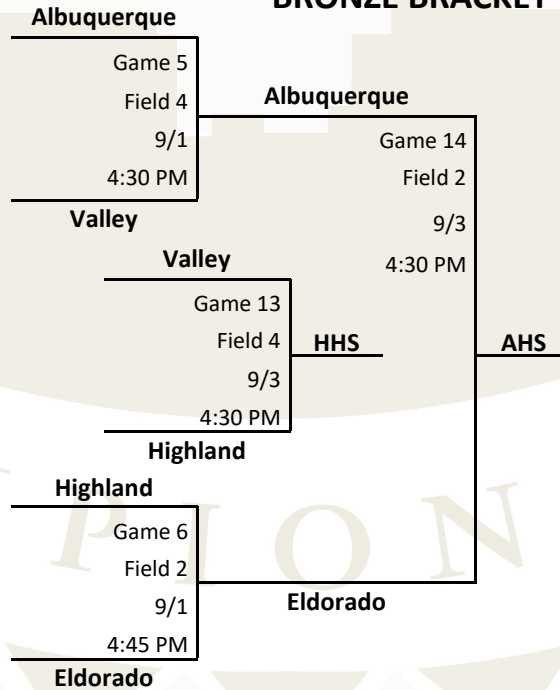 BRONZE BRACKET
Albuquerque
Game 5
Field 4
9/1
4:30 PM
Valley
Albuquerque
Game 14
Field 2
9/3
4:30 PM
Valley
Game 13
Field 4
9/3
4:30 PM
Highland
HHS
AHS
Highland
Game 6
Field 2
9/1
4:45 PM
Eldorado
Eldorado
PION